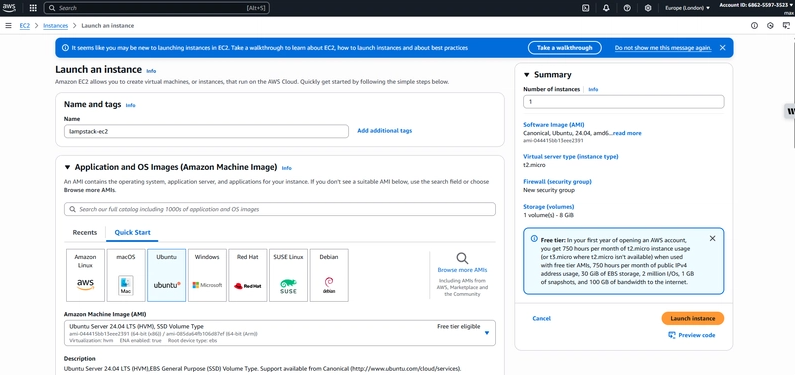 aws
Search
[Alt+S]
Europe (London)
Account ID: 6862-5597-3523
max
EC2 > Instances > Launch an instance
It seems like you may be new to launching instances in EC2. Take a walkthrough to learn about EC2, how to launch instances and about best practices
Take a walkthrough
Do not show me this message again.
Launch an instance Info
Amazon EC2 allows you to create virtual machines, or instances, that run on the AWS Cloud. Quickly get started by following the simple steps below.
Name and tags Info
Name
lampstack-ec2
Add additional tags
Application and OS Images (Amazon Machine Image) Info
An AMI contains the operating system, application server, and applications for your instance. If you don't see a suitable AMI below, use the search field or choose
Browse more AMIs.
Search our full catalog including 1000s of application and OS images
Recents
Quick Start
Amazon Linux
aws
macOS
Mac
Ubuntu
ubuntu
Windows
Microsoft
Red Hat
Red Hat
SUSE Linux
SUSE
Debian
debian
Browse more AMIs
Including AMIs from
AWS, Marketplace and
the Community
Amazon Machine Image (AMI)
Ubuntu Server 24.04 LTS (HVM), SSD Volume Type
Free tier eligible
ami-044415bb13eee2391 (64-bit (x86)) / ami-085da64fb106d87ef (64-bit (Arm))
Virtualization: hvm ENA enabled: true Root device type: ebs
Description
Ubuntu Server 24.04 LTS (HVM),EBS General Purpose (SSD) Volume Type. Support available from Canonical (http://www.ubuntu.com/cloud/services).
Summary
Number of instances Info
1
Software Image (AMI)
Canonical, Ubuntu, 24.04, amd6...read more
ami-044415bb13eee2391
Virtual server type (instance type)
t2.micro
Firewall (security group)
New security group
Storage (volumes)
1 volume(s) - 8 GiB
Free tier: In your first year of opening an AWS account,
you get 750 hours per month of t2.micro instance usage
(or t3.micro where t2.micro isn't available) when used
with free tier AMIs, 750 hours per month of public IPv4
address usage, 30 GiB of EBS storage, 2 million I/Os, 1 GB
of snapshots, and 100 GB of bandwidth to the internet.
Cancel
Launch instance
Preview code